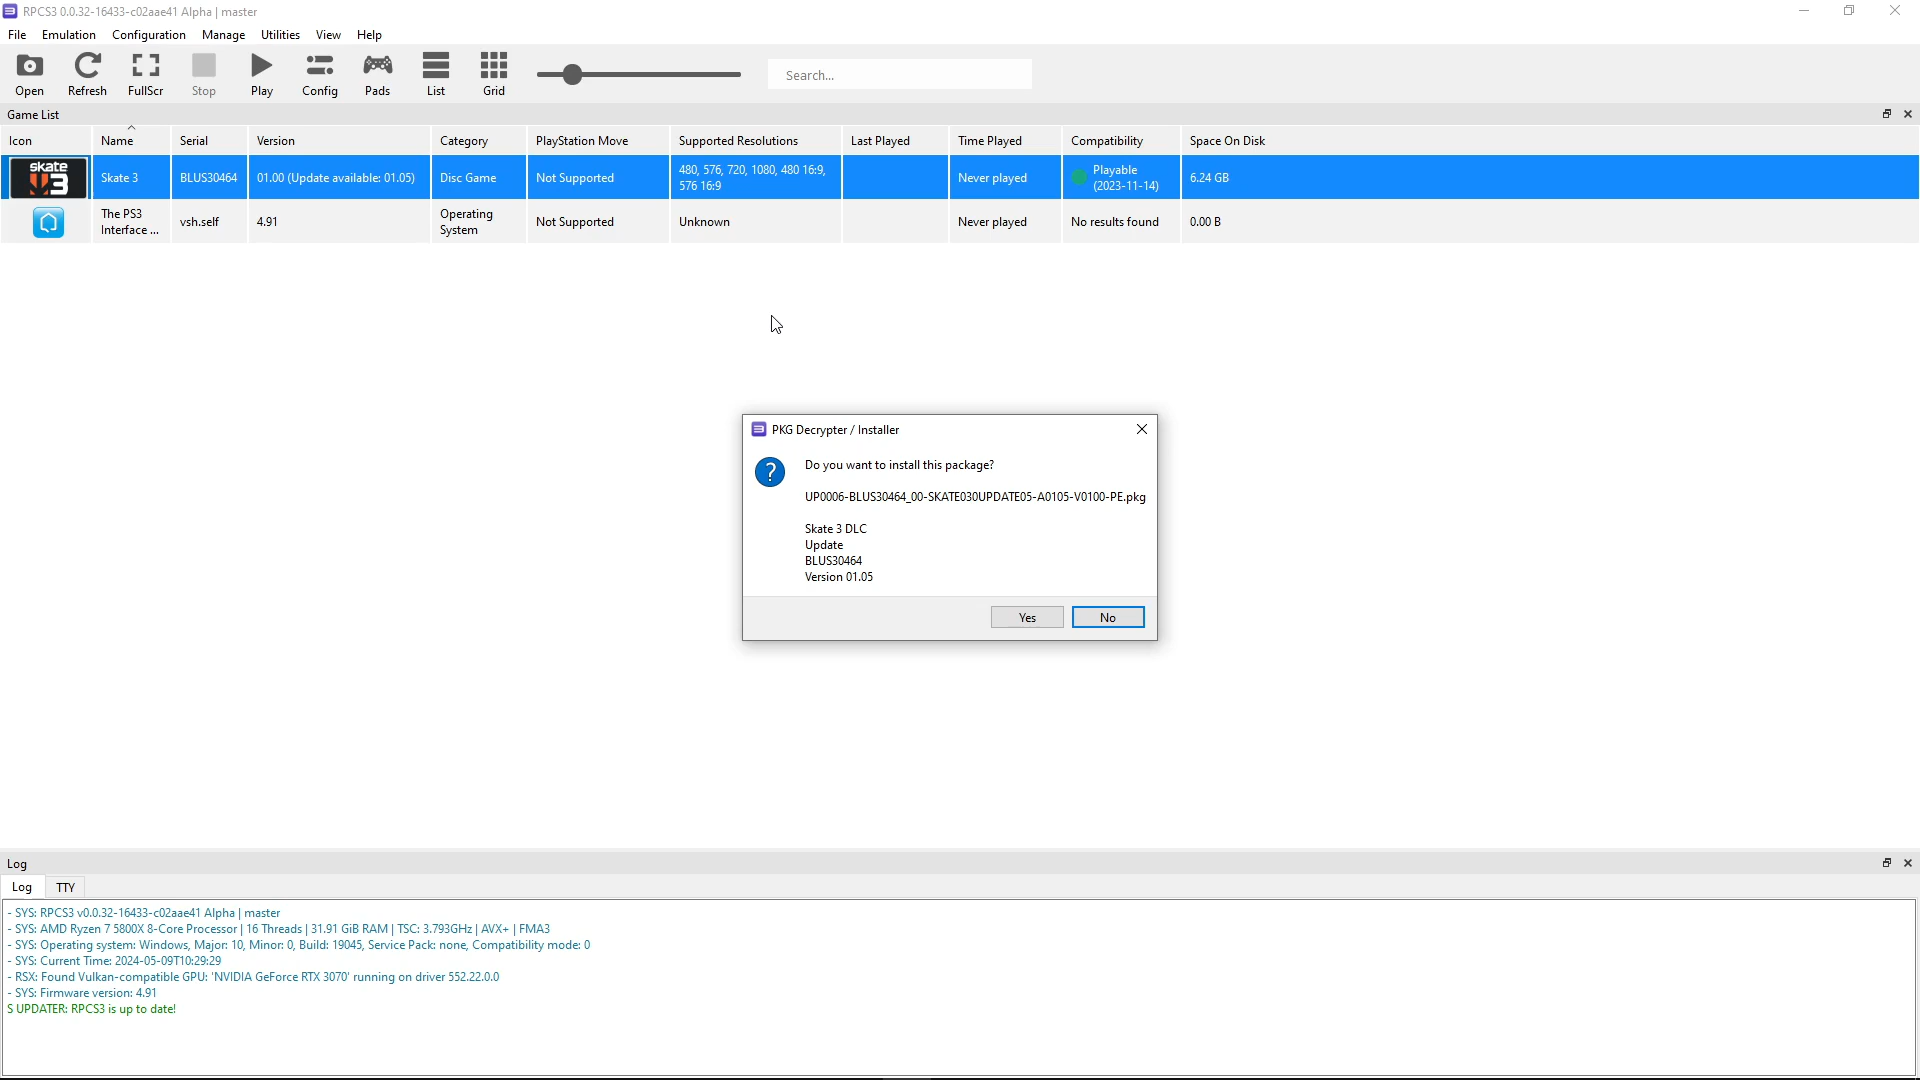 RPCS3 0.0.32-16433-c02aae41 Alpha | master
File Emulation Configuration Manage Utilities View Help
Open Refresh FullScr Stop Play Config Pads List Grid Search...
Game List
Icon Name Serial Version Category PlayStation Move Supported Resolutions Last Played Time Played Compatibility Space On Disk
skate 3 Skate 3 BLUS30464 01.00 (Update available: 01.05) Disc Game Not Supported 480, 576, 720, 1080, 480 16:9, 576 16:9 Never played Playable (2023-11-14) 6.24 GB
The PS3 Interface ... vsh.self 4.91 Operating System Not Supported Unknown Never played No results found 0.00 B
PKG Decrypter / Installer
Do you want to install this package?
UP0006-BLUS30464_00-SKATE030UPDATE05-A0105-V0100-PE.pkg
Skate 3 DLC
Update
BLUS30464
Version 01.05
Yes No
Log
Log TTY
- SYS: RPCS3 v0.0.32-16433-c02aae41 Alpha | master
- SYS: AMD Ryzen 7 5800X 8-Core Processor | 16 Threads | 31.91 GiB RAM | TSC: 3.793GHz | AVX+ | FMA3
- SYS: Operating system: Windows, Major: 10, Minor: 0, Build: 19045, Service Pack: none, Compatibility mode: 0
- SYS: Current Time: 2024-05-09T10:29:29
- RSX: Found Vulkan-compatible GPU: 'NVIDIA GeForce RTX 3070' running on driver 552.22.0.0
- SYS: Firmware version: 4.91
S UPDATER: RPCS3 is up to date!